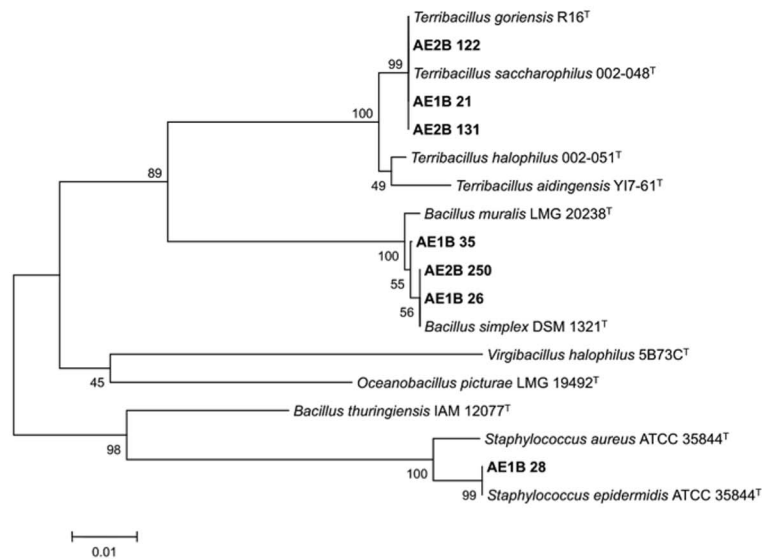 Terribacillus goriensis R16ᵀ
AE2B 122
99
Terribacillus saccharophilus 002-048ᵀ
AE1B 21
100
AE2B 131
Terribacillus halophilus 002-051ᵀ
89
49
Terribacillus aidingensis YI7-61ᵀ
Bacillus muralis LMG 20238ᵀ
AE1B 35
100
AE2B 250
55
AE1B 26
56
Bacillus simplex DSM 1321ᵀ
Virgibacillus halophilus 5B73Cᵀ
45
Oceanobacillus picturae LMG 19492ᵀ
Bacillus thuringiensis IAM 12077ᵀ
98
Staphylococcus aureus ATCC 35844ᵀ
AE1B 28
100
99
Staphylococcus epidermidis ATCC 35844ᵀ
0.01